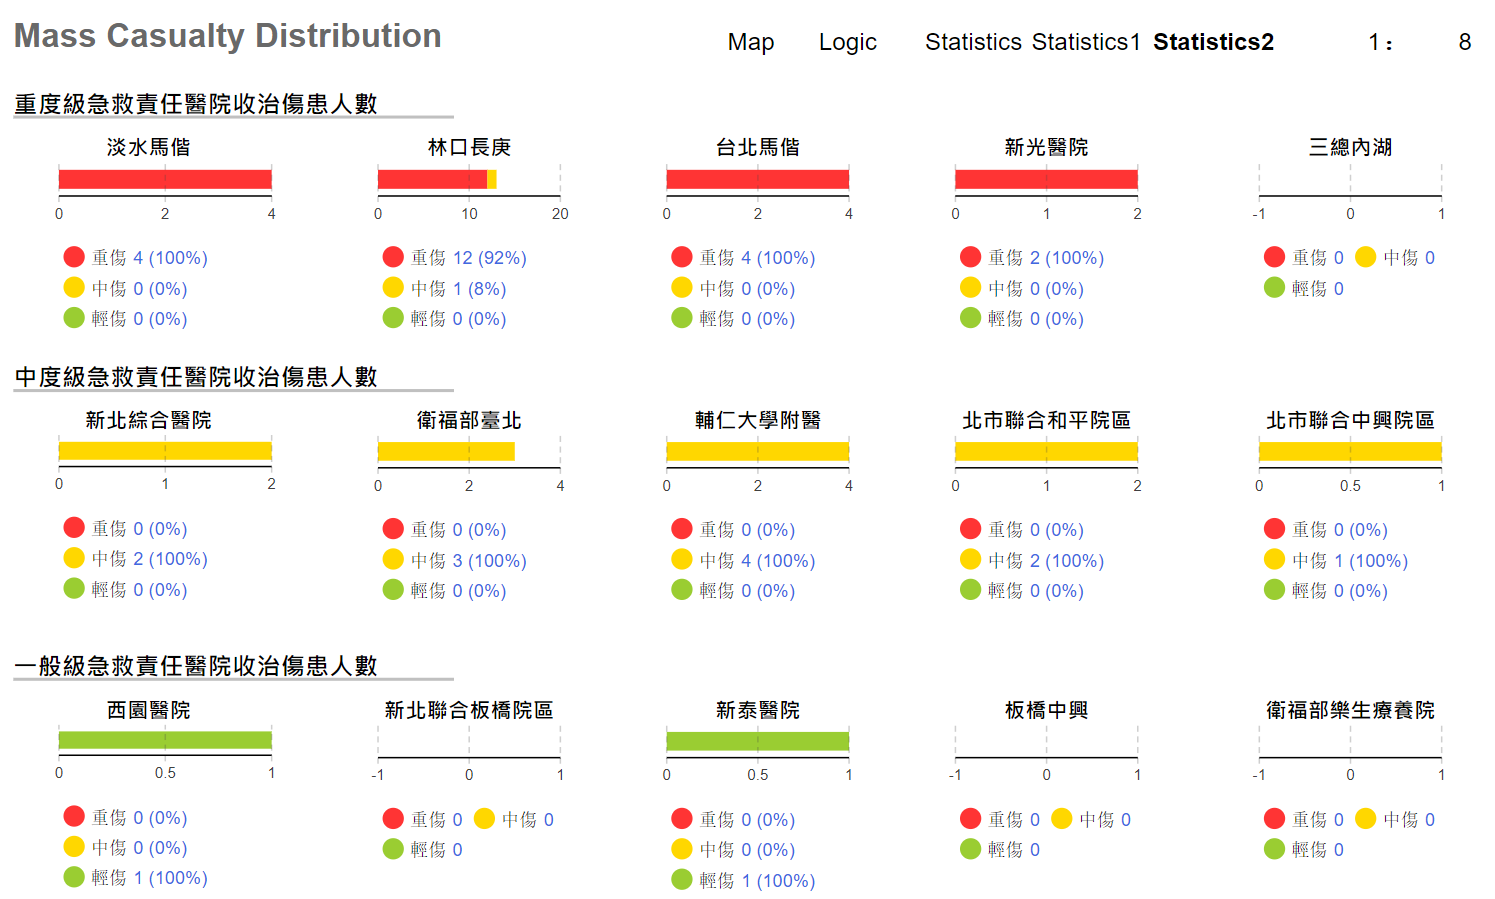 Mass Casualty Distribution
Map Logic Statistics Statistics1 Statistics2 1: 8
重度級急救責任醫院收治傷患人數
淡水馬偕 林口長庚 台北馬偕 新光醫院 三總內湖
0 2 4 0 10 20 0 2 4 0 1 2 -1 0 1
重傷 4 (100%) 重傷 12 (92%) 重傷 4 (100%) 重傷 2 (100%) 重傷 0 中傷 0
中傷 0 (0%) 中傷 1 (8%) 中傷 0 (0%) 中傷 0 (0%) 輕傷 0
輕傷 0 (0%) 輕傷 0 (0%) 輕傷 0 (0%) 輕傷 0 (0%)
中度級急救責任醫院收治傷患人數
新北綜合醫院 衛福部臺北 輔仁大學附醫 北市聯合和平院區 北市聯合中興院區
0 1 2 0 2 4 0 2 4 0 1 2 0 0.5 1
重傷 0 (0%) 重傷 0 (0%) 重傷 0 (0%) 重傷 0 (0%) 重傷 0 (0%)
中傷 2 (100%) 中傷 3 (100%) 中傷 4 (100%) 中傷 2 (100%) 中傷 1 (100%)
輕傷 0 (0%) 輕傷 0 (0%) 輕傷 0 (0%) 輕傷 0 (0%) 輕傷 0 (0%)
一般級急救責任醫院收治傷患人數
西園醫院 新北聯合板橋院區 新泰醫院 板橋中興 衛福部樂生療養院
0 0.5 1 -1 0 1 0 0.5 1 -1 0 1 -1 0 1
重傷 0 (0%) 重傷 0 中傷 0 重傷 0 (0%) 重傷 0 中傷 0 重傷 0 中傷 0
中傷 0 (0%) 輕傷 0 中傷 0 (0%) 輕傷 0 輕傷 0
輕傷 1 (100%) 輕傷 1 (100%)